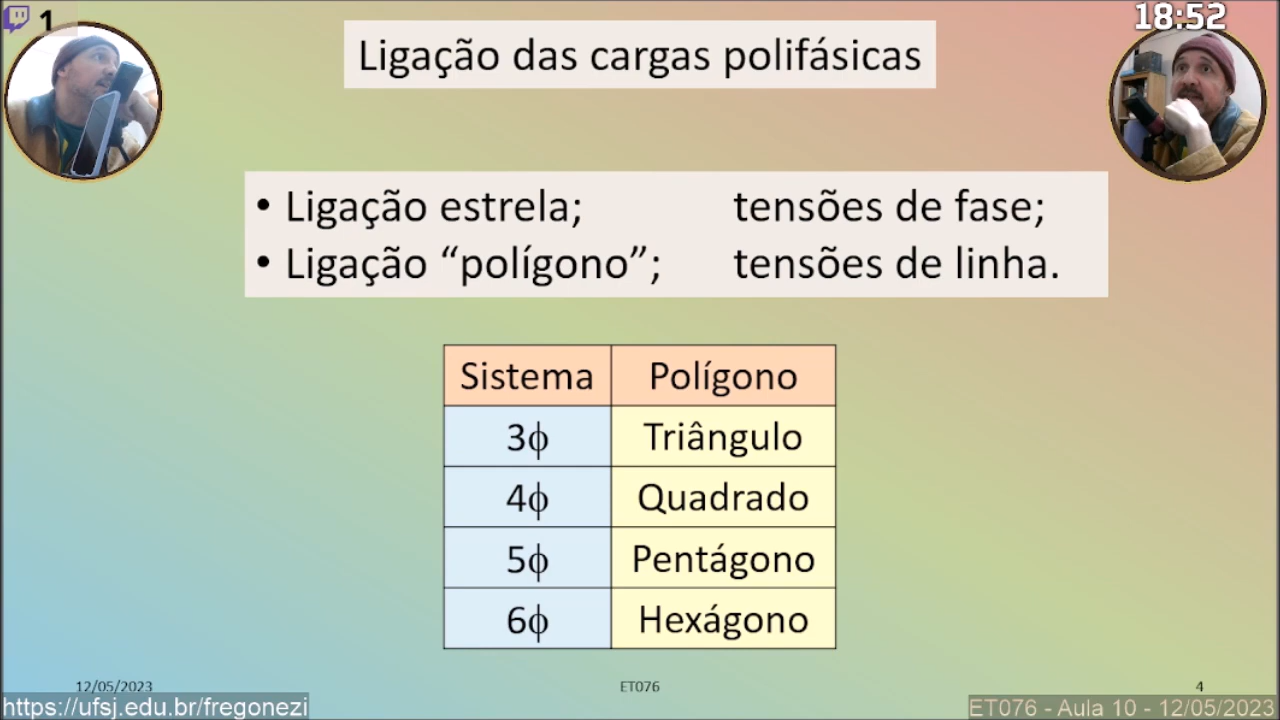 1
18:52
Ligação das cargas polifásicas
• Ligação estrela; tensões de fase;
• Ligação “polígono”; tensões de linha.
Sistema Polígono
3ϕ Triângulo
4ϕ Quadrado
5ϕ Pentágono
6ϕ Hexágono
12/05/2023 ET076 4
https://ufsj.edu.br/fregonezi ET076 - Aula 10 - 12/05/2023